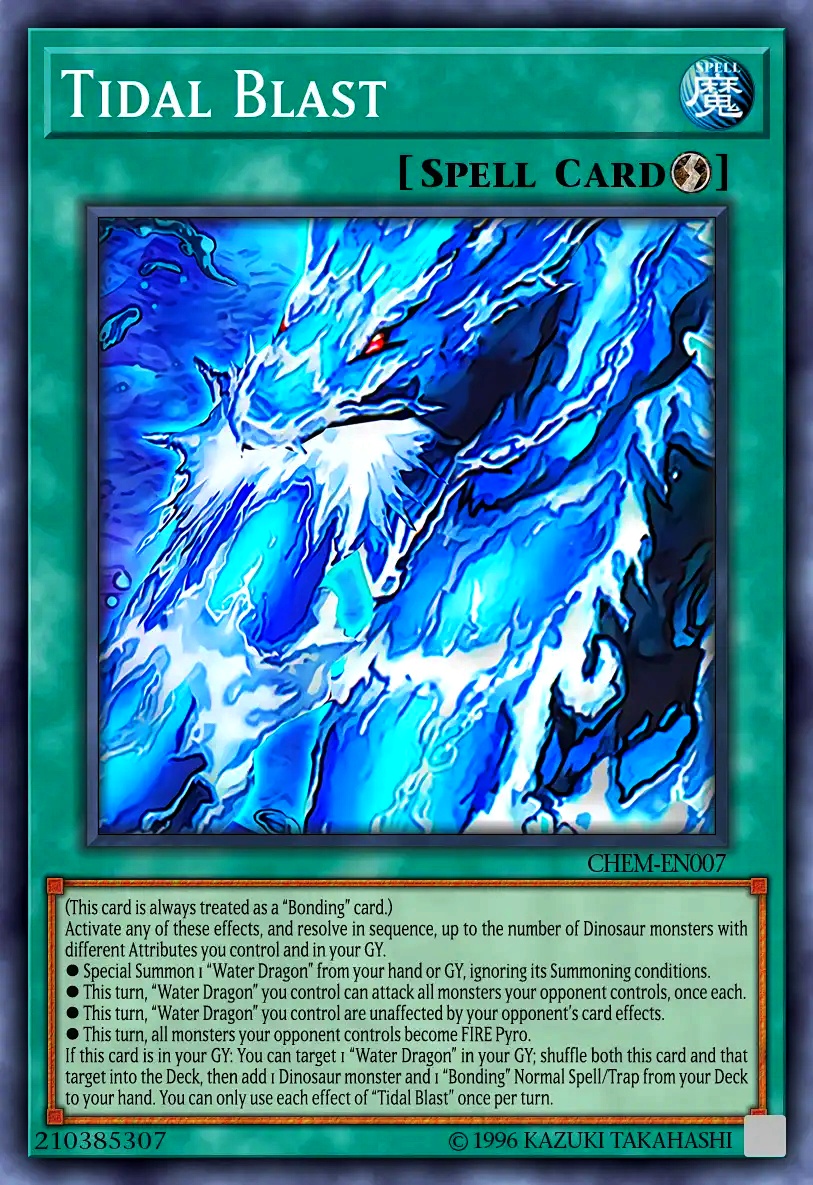 TIDAL BLAST
SPELL
魔
[SPELL CARD]
CHEM-EN007
(This card is always treated as a "Bonding" card.)
Activate any of these effects, and resolve in sequence, up to the number of Dinosaur monsters with
different Attributes you control and in your GY.
● Special Summon 1 "Water Dragon" from your hand or GY, ignoring its Summoning conditions.
● This turn, "Water Dragon" you control can attack all monsters your opponent controls, once each.
● This turn, "Water Dragon" you control are unaffected by your opponent's card effects.
● This turn, all monsters your opponent controls become FIRE Pyro.
If this card is in your GY: You can target 1 "Water Dragon" in your GY; shuffle both this card and that
target into the Deck, then add 1 Dinosaur monster and 1 "Bonding" Normal Spell/Trap from your Deck
to your hand. You can only use each effect of "Tidal Blast" once per turn.
210385307
© 1996 KAZUKI TAKAHASHI